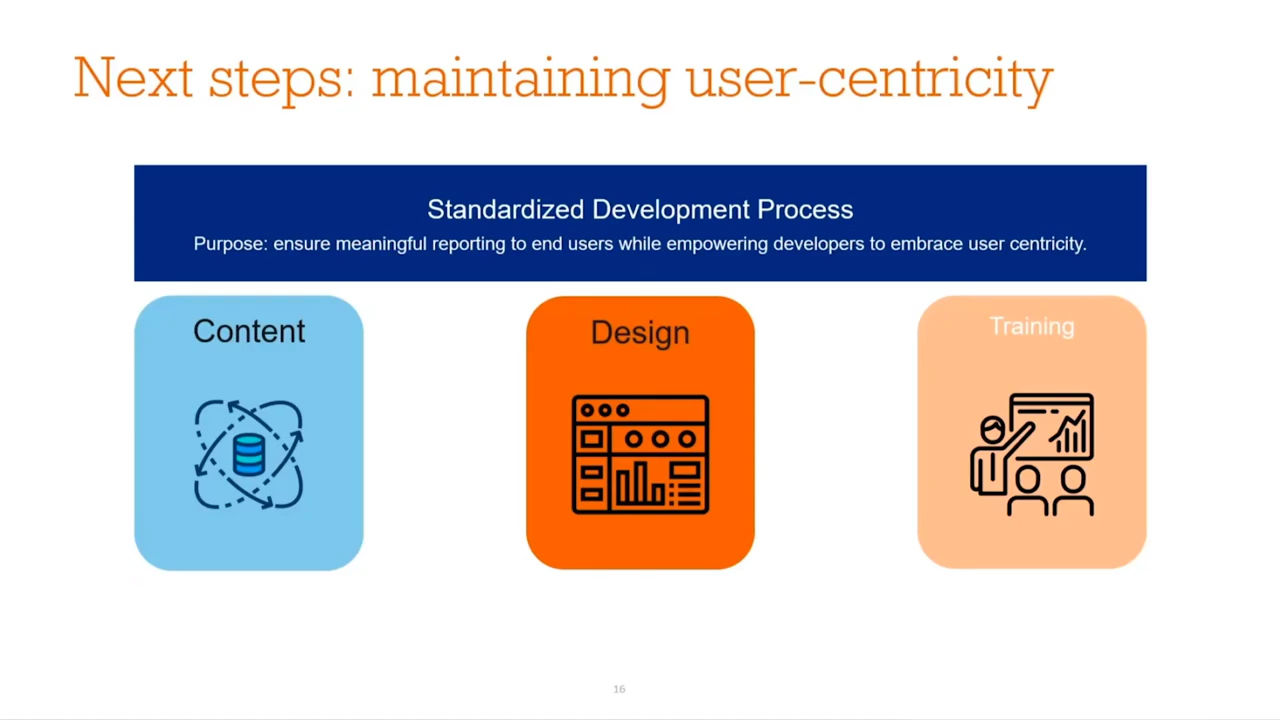 Next steps: maintaining user-centricity
Standardized Development Process
Purpose: ensure meaningful reporting to end users while empowering developers to embrace user centricity.
Content
Design
Training
16